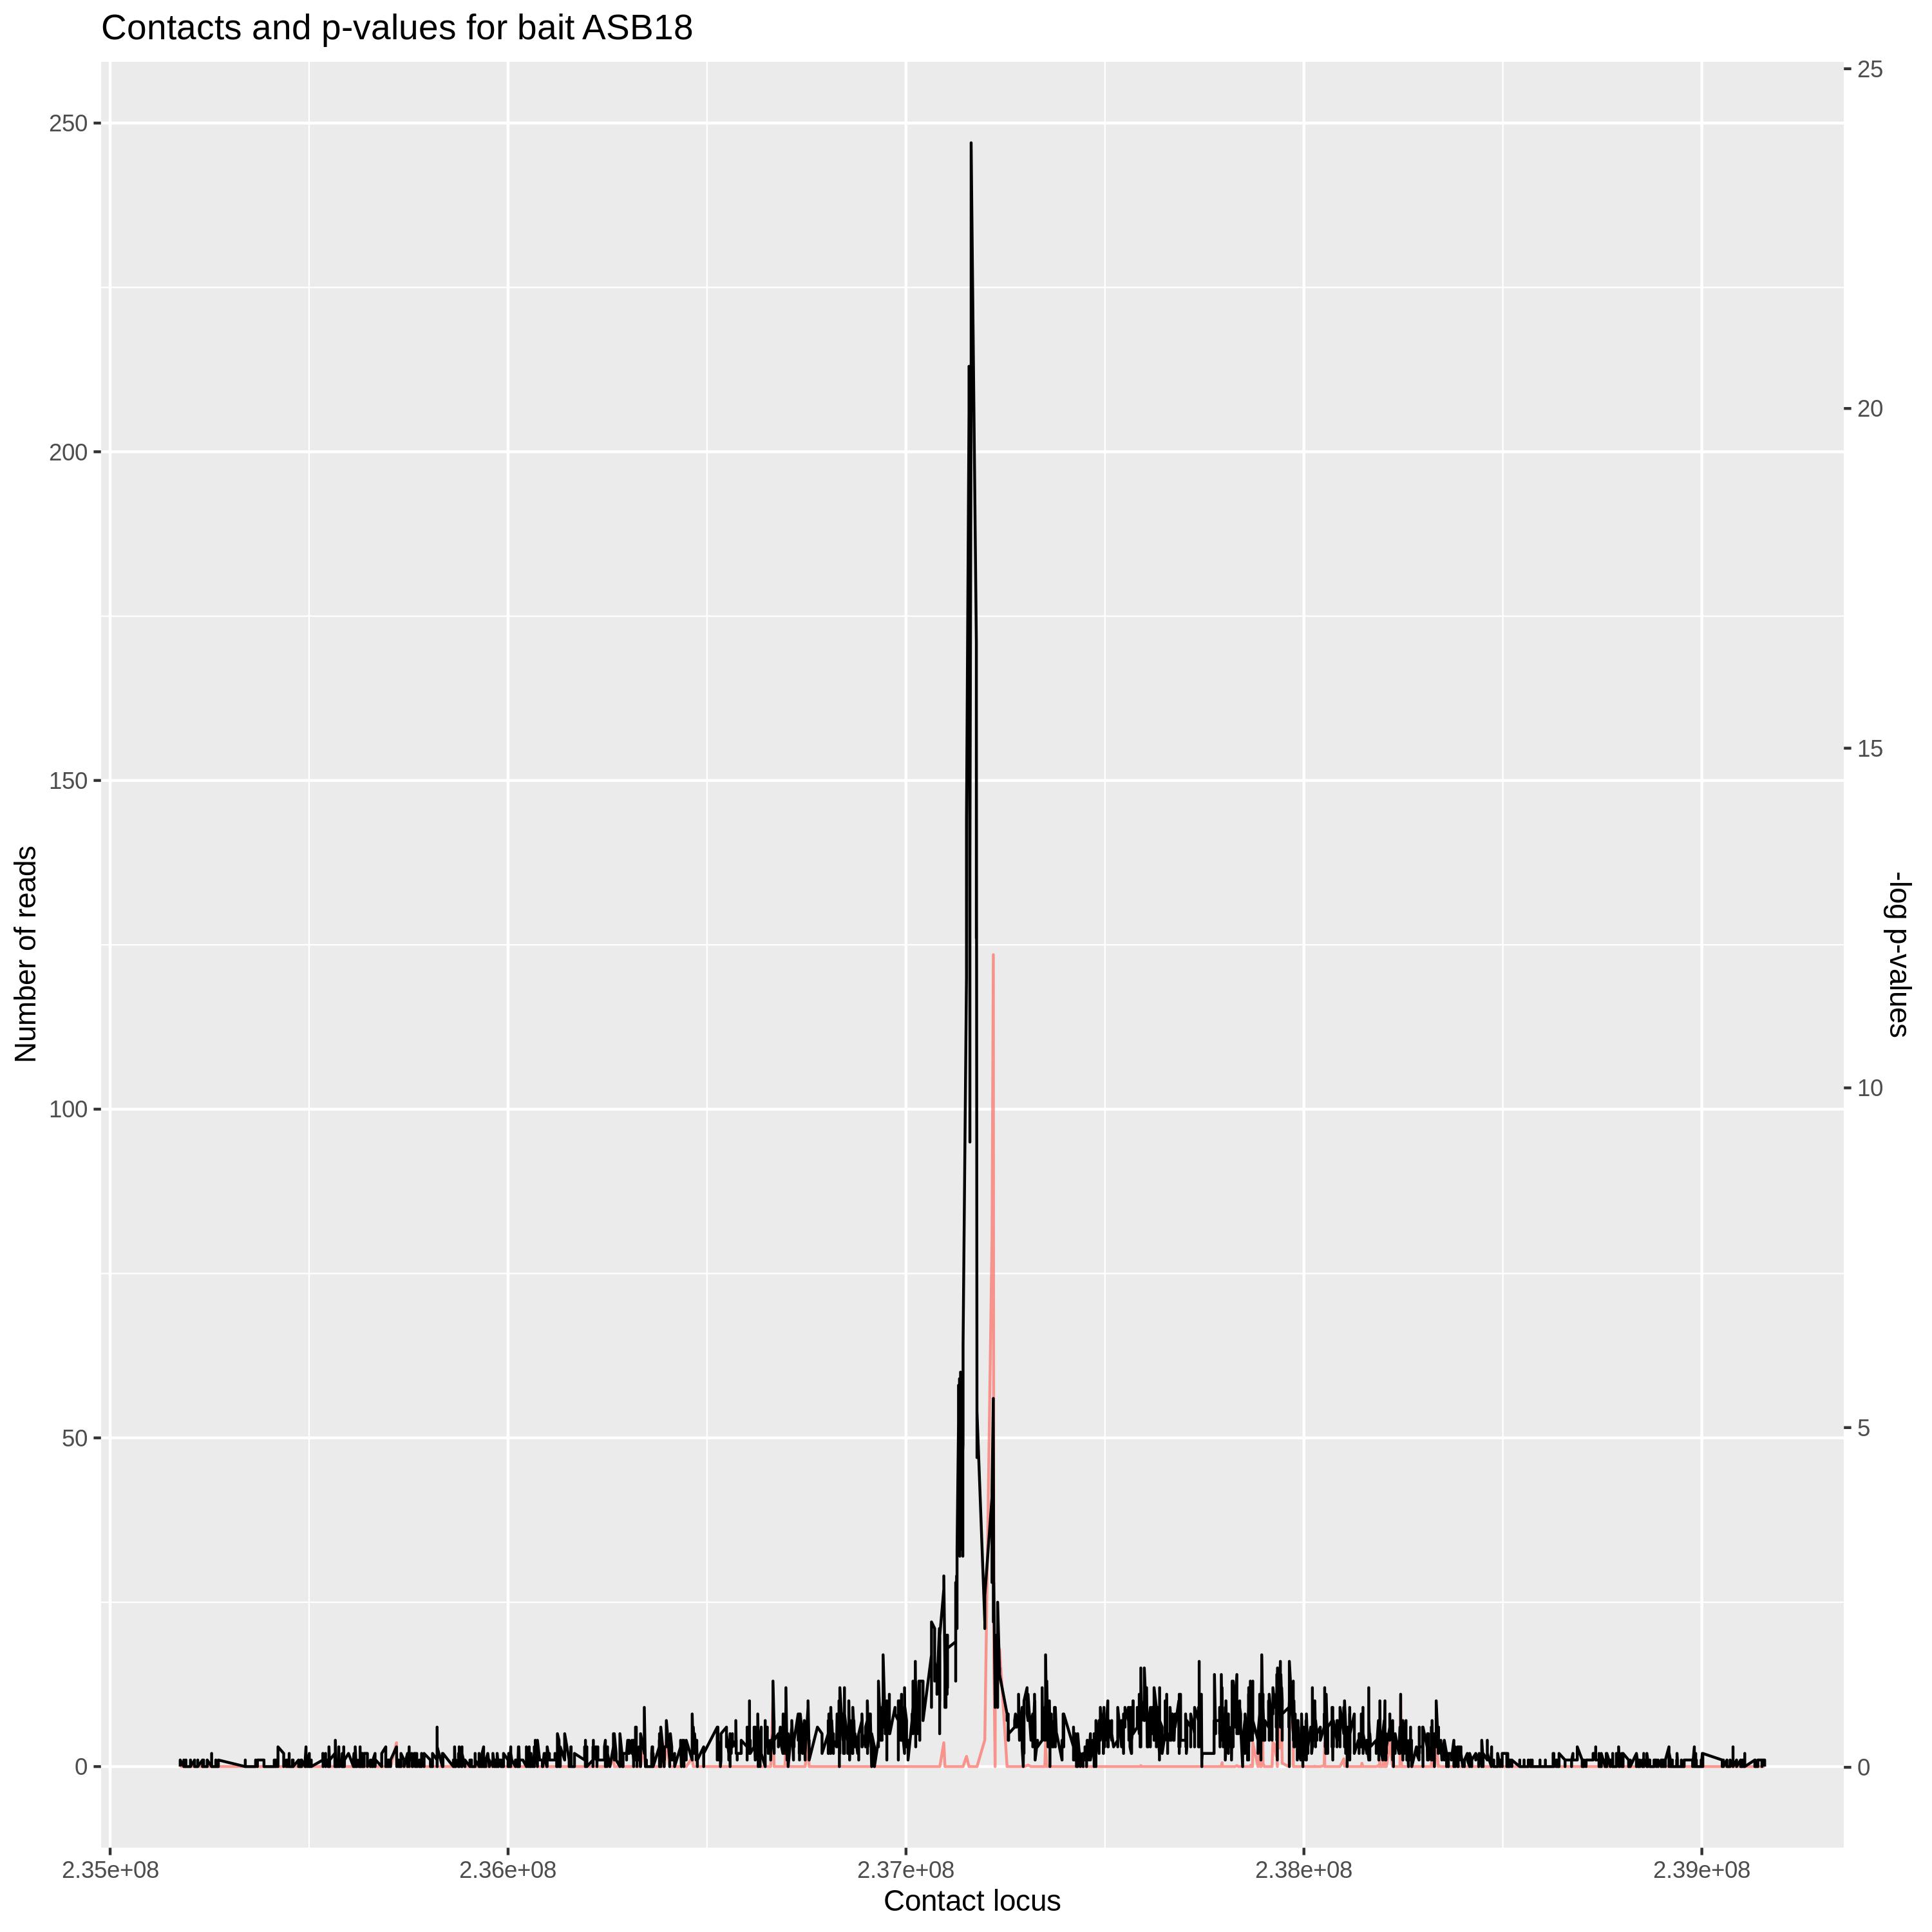 Contacts and p-values for bait ASB18
250
200
150
100
50
0
Number of reads
25
20
15
10
5
0
-log p-values
2.35e+08
2.36e+08
2.37e+08
2.38e+08
2.39e+08
Contact locus